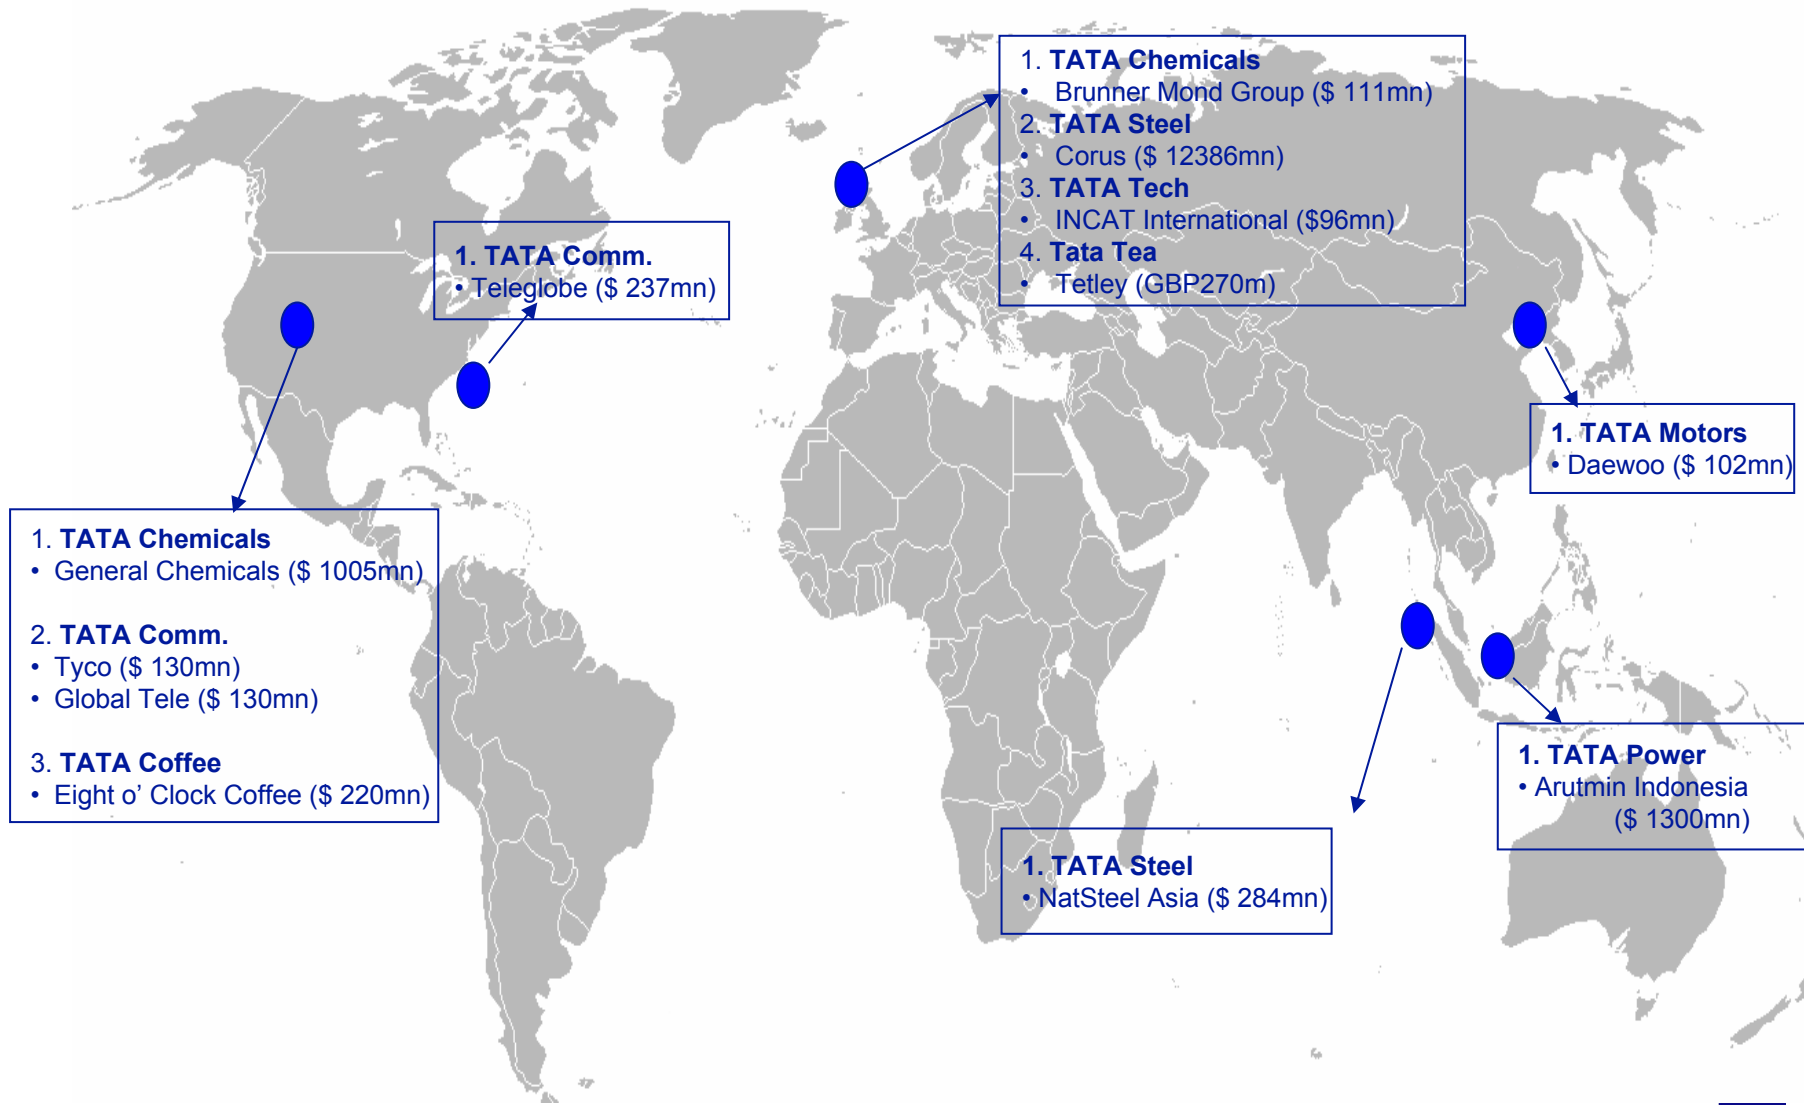 1. TATA Chemicals
• Brunner Mond Group ($ 111mn)
2. TATA Steel
• Corus ($ 12386mn)
3. TATA Tech
• INCAT International ($96mn)
4. Tata Tea
• Tetley (GBP270m)
1. TATA Comm.
• Teleglobe ($ 237mn)
1. TATA Motors
• Daewoo ($ 102mn)
1. TATA Chemicals
• General Chemicals ($ 1005mn)
2. TATA Comm.
• Tyco ($ 130mn)
• Global Tele ($ 130mn)
3. TATA Coffee
• Eight o’ Clock Coffee ($ 220mn)
1. TATA Power
• Arutmin Indonesia
($ 1300mn)
1. TATA Steel
• NatSteel Asia ($ 284mn)